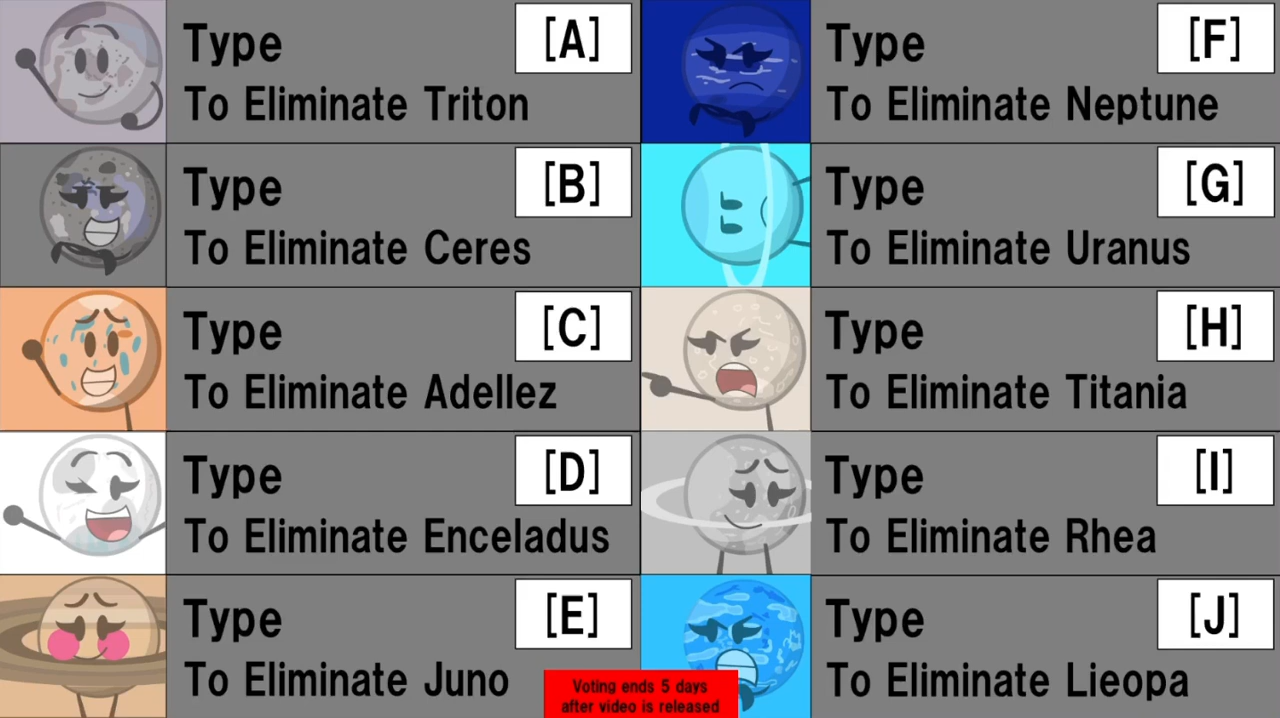 Type [A]
To Eliminate Triton
Type [B]
To Eliminate Ceres
Type [C]
To Eliminate Adellez
Type [D]
To Eliminate Enceladus
Type [E]
To Eliminate Juno
Type [F]
To Eliminate Neptune
Type [G]
To Eliminate Uranus
Type [H]
To Eliminate Titania
Type [I]
To Eliminate Rhea
Type [J]
To Eliminate Lieopa
Voting ends 5 days
after video is released